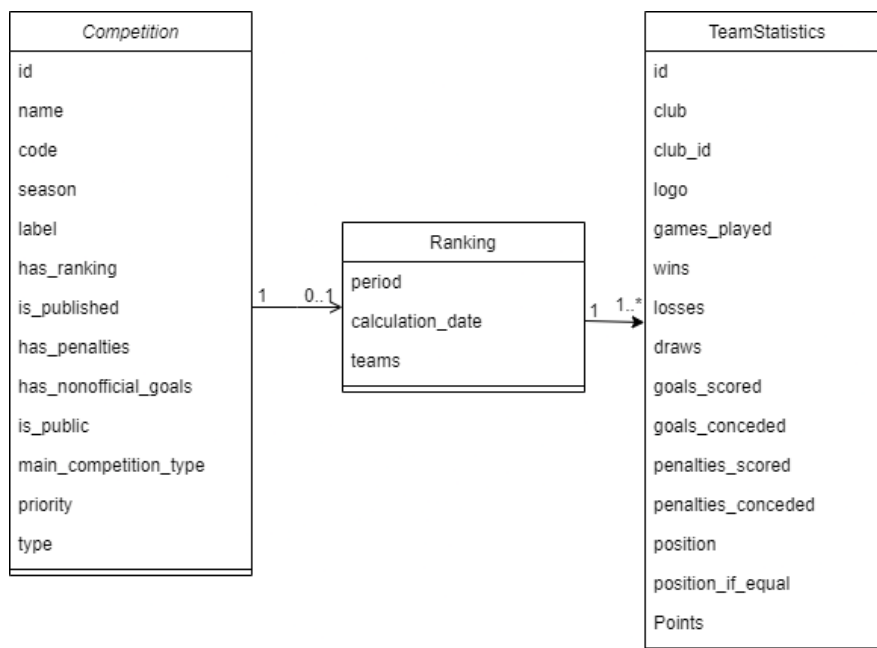 Competition
id
name
code
season
label
has_ranking
is_published
has_penalties
has_nonofficial_goals
is_public
main_competition_type
priority
type
1
0..1
Ranking
period
calculation_date
teams
1
1..*
TeamStatistics
id
club
club_id
logo
games_played
wins
losses
draws
goals_scored
goals_conceded
penalties_scored
penalties_conceded
position
position_if_equal
Points